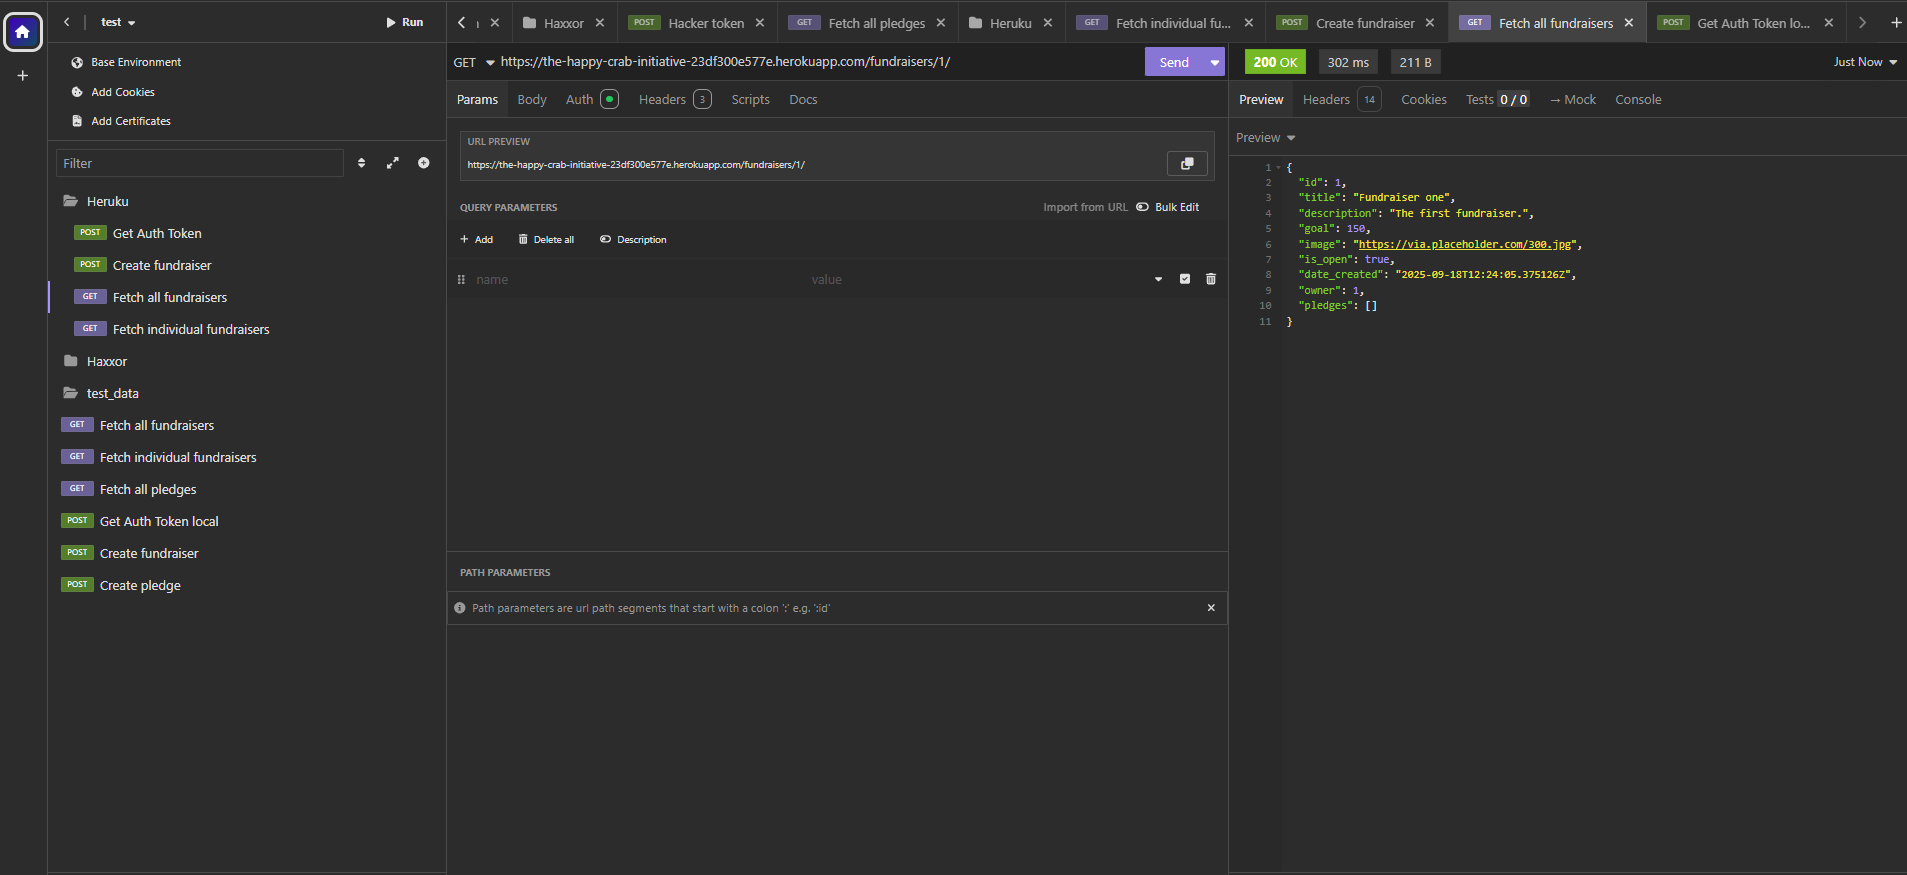 test
Run
Base Environment
Add Cookies
Add Certificates
Filter
Heruku
POST Get Auth Token
POST Create fundraiser
GET Fetch all fundraisers
GET Fetch individual fundraisers
Haxxor
test_data
GET Fetch all fundraisers
GET Fetch individual fundraisers
GET Fetch all pledges
POST Get Auth Token local
POST Create fundraiser
POST Create pledge
Haxxor
POST Hacker token
GET Fetch all pledges
Heruku
GET Fetch individual fu...
POST Create fundraiser
GET Fetch all fundraisers
POST Get Auth Token lo...
GET https://the-happy-crab-initiative-23df300e577e.herokuapp.com/fundraisers/1/
Send
Params Body Auth Headers 3 Scripts Docs
URL PREVIEW
https://the-happy-crab-initiative-23df300e577e.herokuapp.com/fundraisers/1/
QUERY PARAMETERS Import from URL Bulk Edit
+ Add Delete all Description
name value
PATH PARAMETERS
Path parameters are url path segments that start with a colon ':' e.g. ':id'
200 OK 302 ms 211 B Just Now
Preview Headers 14 Cookies Tests 0 / 0 → Mock Console
Preview
1 {
2 "id": 1,
3 "title": "Fundraiser one",
4 "description": "The first fundraiser.",
5 "goal": 150,
6 "image": "https://via.placeholder.com/300.jpg",
7 "is_open": true,
8 "date_created": "2025-09-18T12:24:05.375126Z",
9 "owner": 1,
10 "pledges": []
11 }